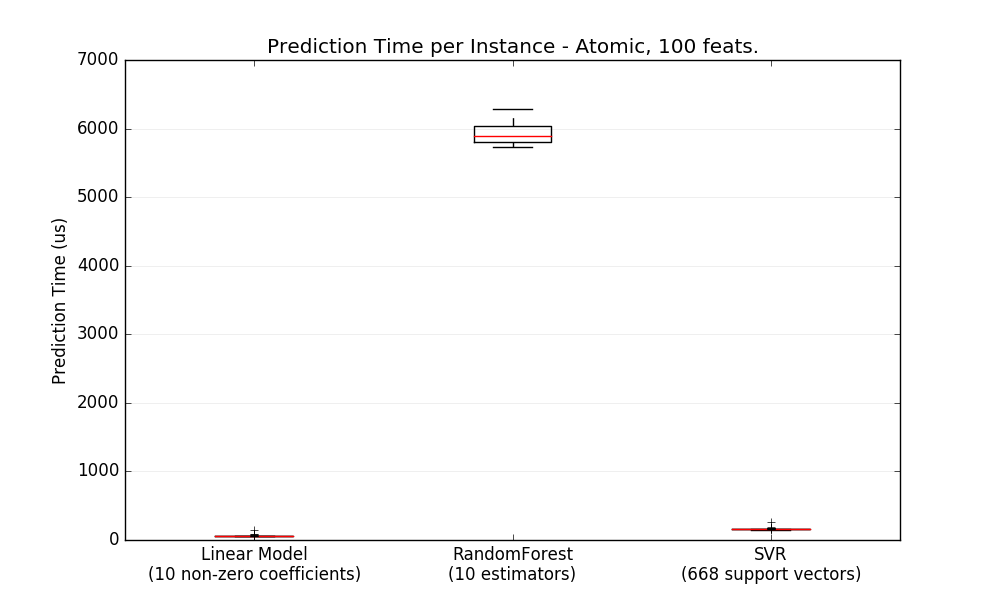 Prediction Time per Instance - Atomic, 100 feats.
7000
6000
5000
4000
3000
2000
1000
0
Prediction Time (us)
Linear Model
(10 non-zero coefficients)
RandomForest
(10 estimators)
SVR
(668 support vectors)